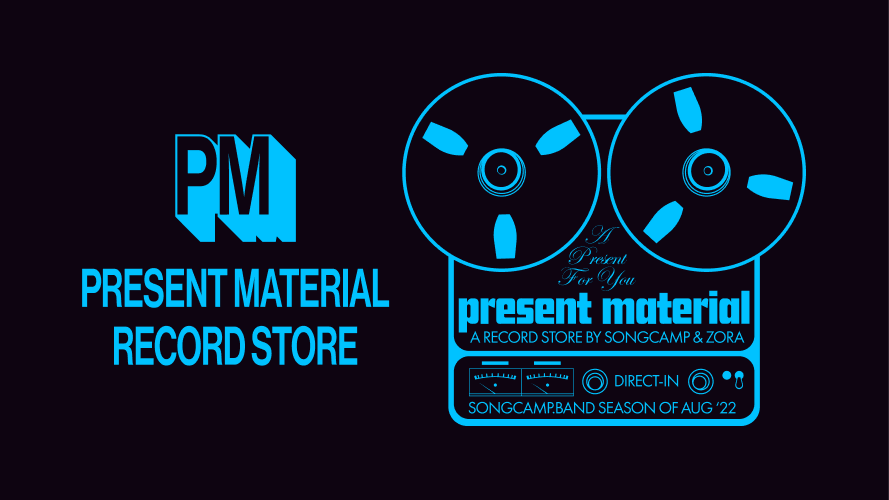 PM
PRESENT MATERIAL
RECORD STORE
A
Present
For You
present material
A RECORD STORE BY SONGCAMP & ZORA
DIRECT-IN
SONGCAMP.BAND SEASON OF AUG ‘22